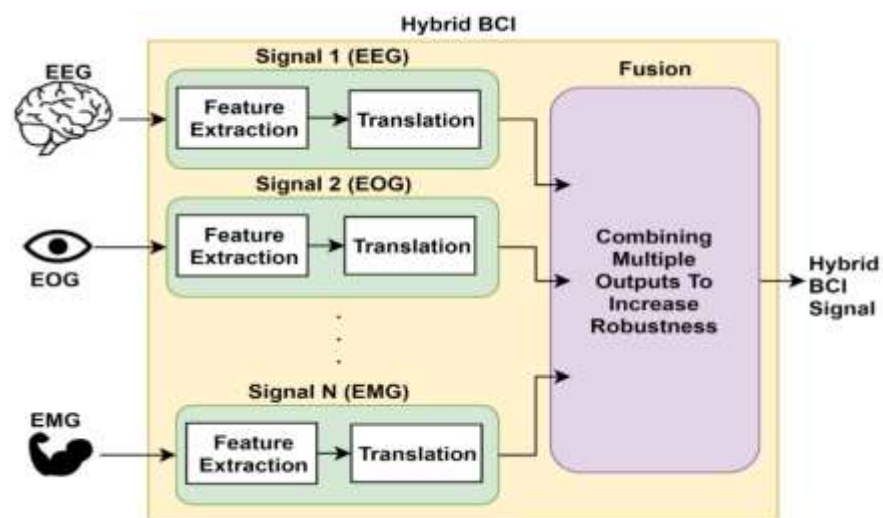 Hybrid BCI
EEG
Signal 1 (EEG)
Feature
Extraction
Translation
Fusion
Signal 2 (EOG)
EOG
Feature
Extraction
Translation
Combining
Multiple
Outputs To
Increase
Robustness
Hybrid
BCI
Signal
Signal N (EMG)
EMG
Feature
Extraction
Translation